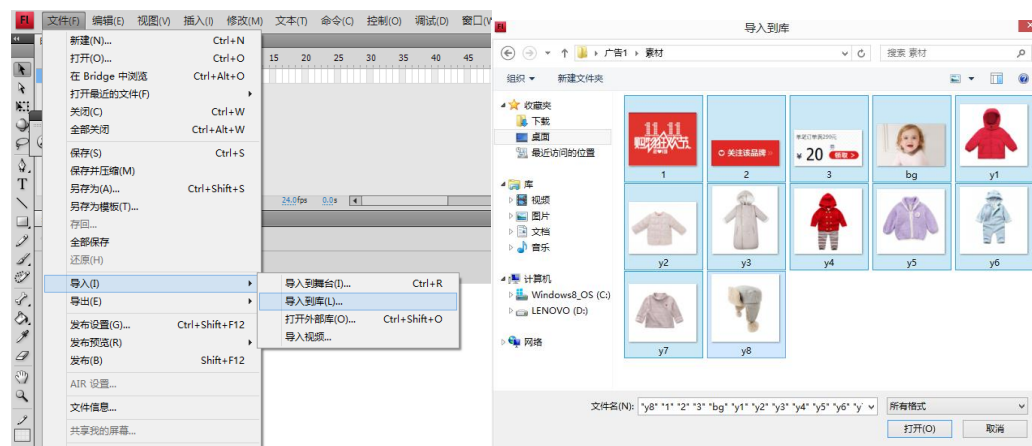 Fl 文件(F) 编辑(E) 视图(V) 插入(I) 修改(M) 文本(T) 命令(C) 控制(O) 调试(D) 窗口(V
新建(N)... Ctrl+N
打开(O)... Ctrl+O
在 Bridge 中浏览 Ctrl+Alt+O
打开最近的文件(F)
关闭(C) Ctrl+W
全部关闭 Ctrl+Alt+W
保存(S) Ctrl+S
保存并压缩(M)
另存为(A)... Ctrl+Shift+S
另存为模板(T)...
存回...
全部保存
还原(H)
导入(I)
导出(E)
发布设置(G)... Ctrl+Shift+F12
发布预览(R)
发布(B) Shift+F12
AIR 设置...
文件信息...
共享我的屏幕...
15 20 25 30 35 40 45
24.0fps 0.0s
导入到舞台(I)... Ctrl+R
导入到库(L)...
打开外部库(O)... Ctrl+Shift+O
导入视频...
Fl 导入到库
广告1 素材
搜索 素材
组织 新建文件夹
收藏夹
下载
桌面
最近访问的位置
库
视频
图片
文档
音乐
计算机
Windows8_OS (C:)
LENOVO (D:)
网络
11.11
购物狂欢节
关注该品牌
¥ 20 领取 >
1 2 3 bg y1
y2 y3 y4 y5 y6
y7 y8
文件名(N): "y8" "1" "2" "3" "bg" "y1" "y2" "y3" "y4" "y5" "y6" "y
所有格式
打开(O) 取消